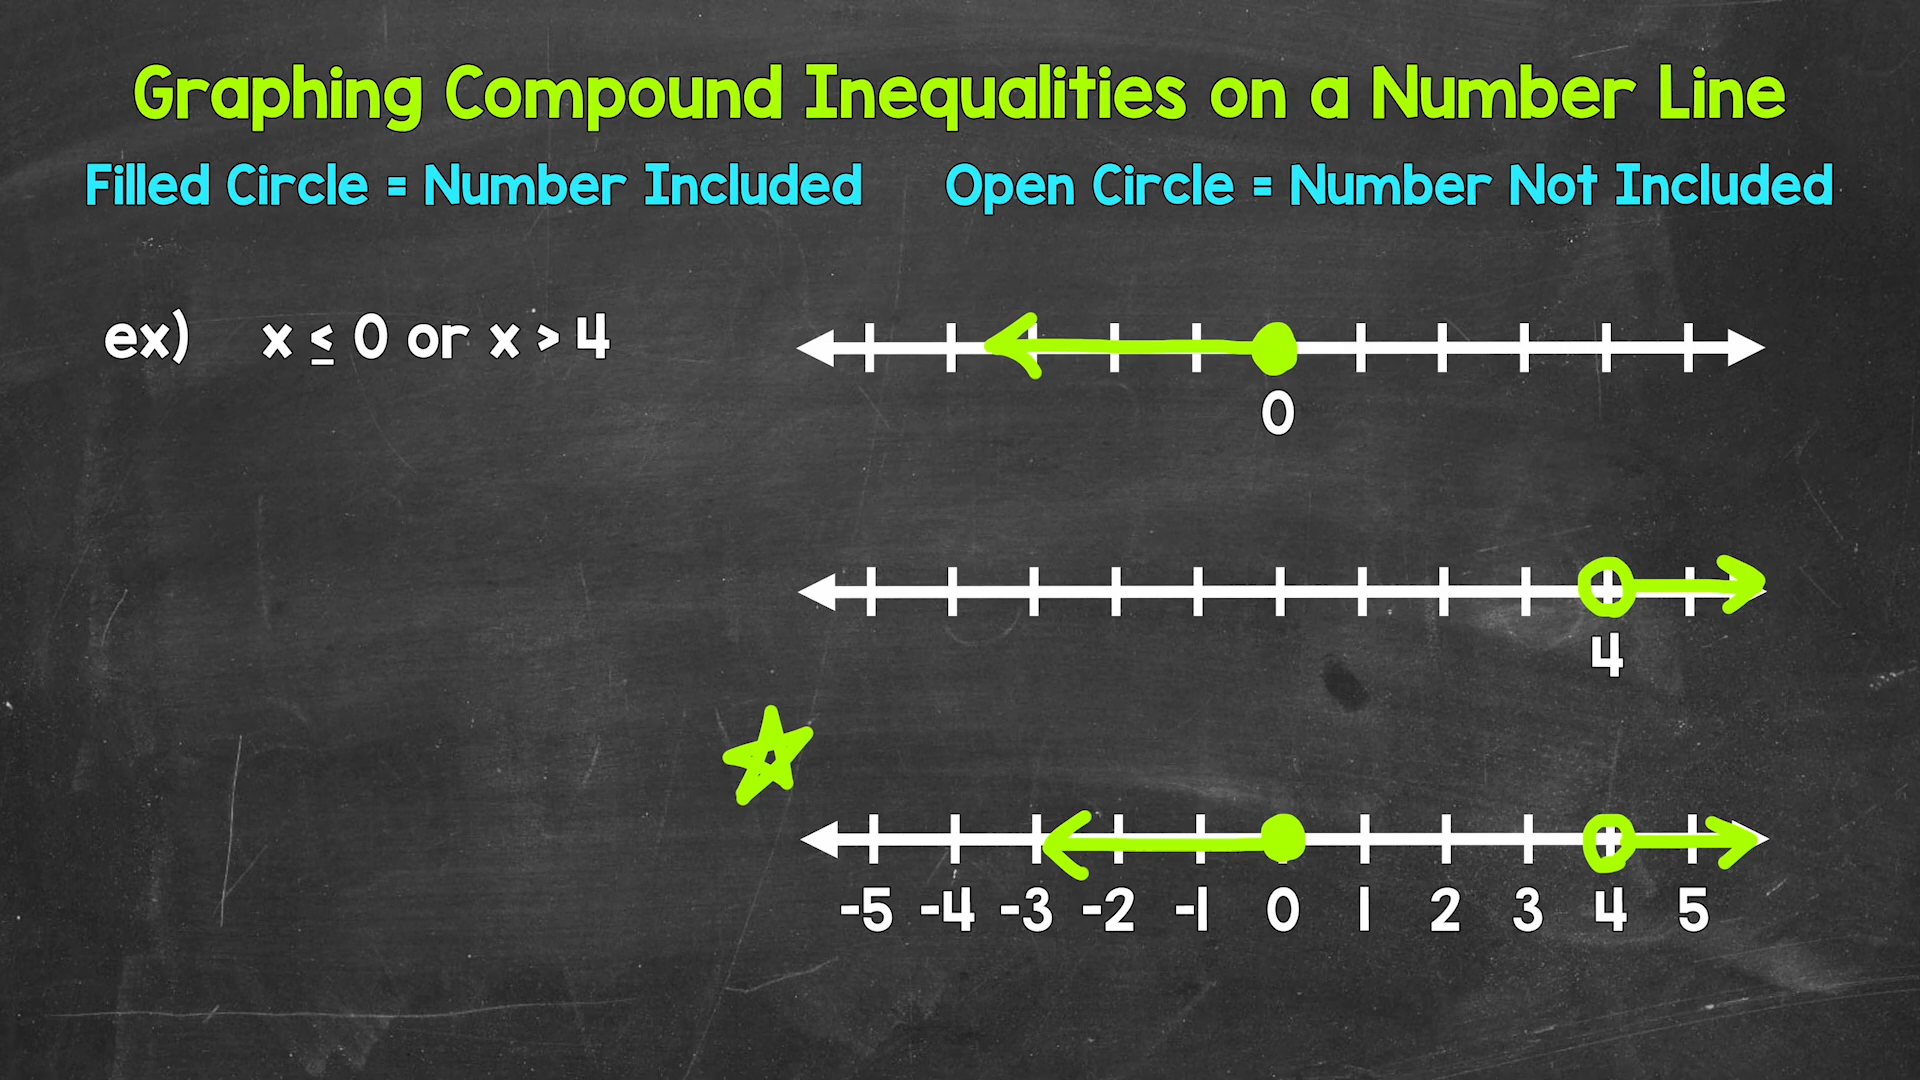 Graphing Compound Inequalities on a Number Line
Filled Circle = Number Included
Open Circle = Number Not Included
ex) x ≤ 0 or x > 4
0
4
-5 -4 -3 -2 -1 0 1 2 3 4 5